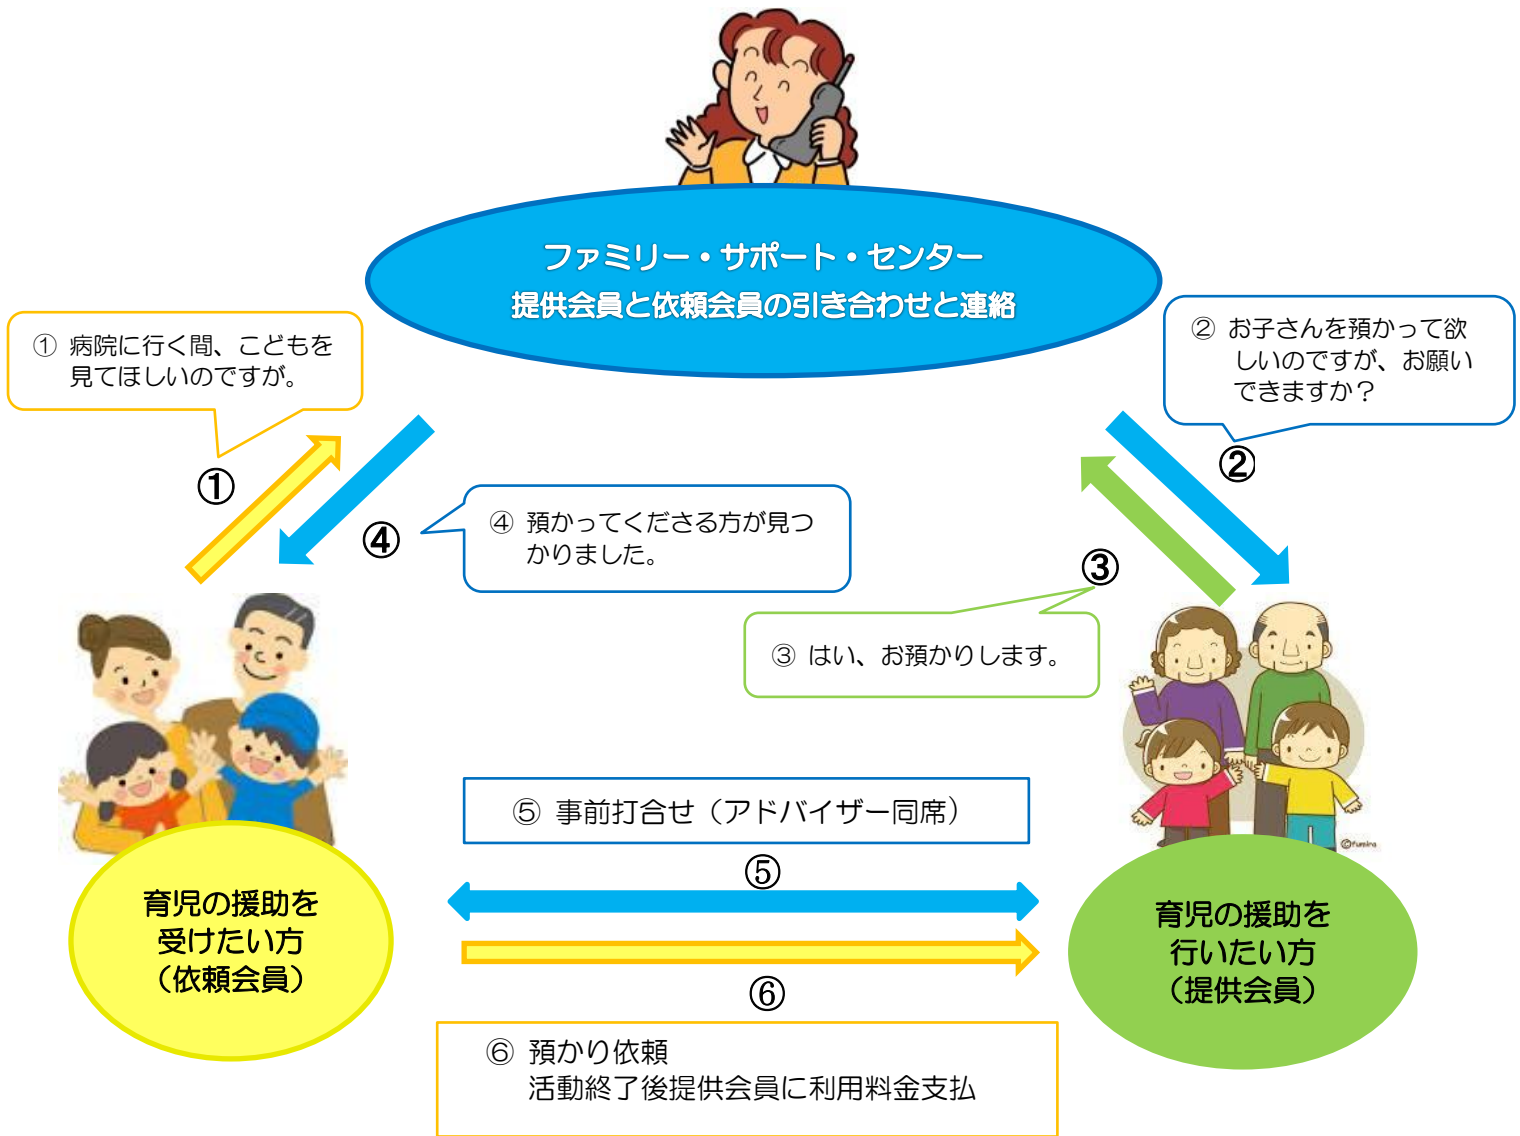 ファミリー・サポート・センター
提供会員と依頼会員の引き合わせと連絡
① 病院に行く間、こどもを
見てほしいのですが。
② お子さんを預かって欲
しいのですが、お願い
できますか？
①
②
④ 預かってくださる方が見つ
かりました。
④
③
③ はい、お預かりします。
⑤ 事前打合せ（アドバイザー同席）
⑤
©fumira
育児の援助を
受けたい方
（依頼会員）
育児の援助を
行いたい方
（提供会員）
⑥
⑥ 預かり依頼
活動終了後提供会員に利用料金支払